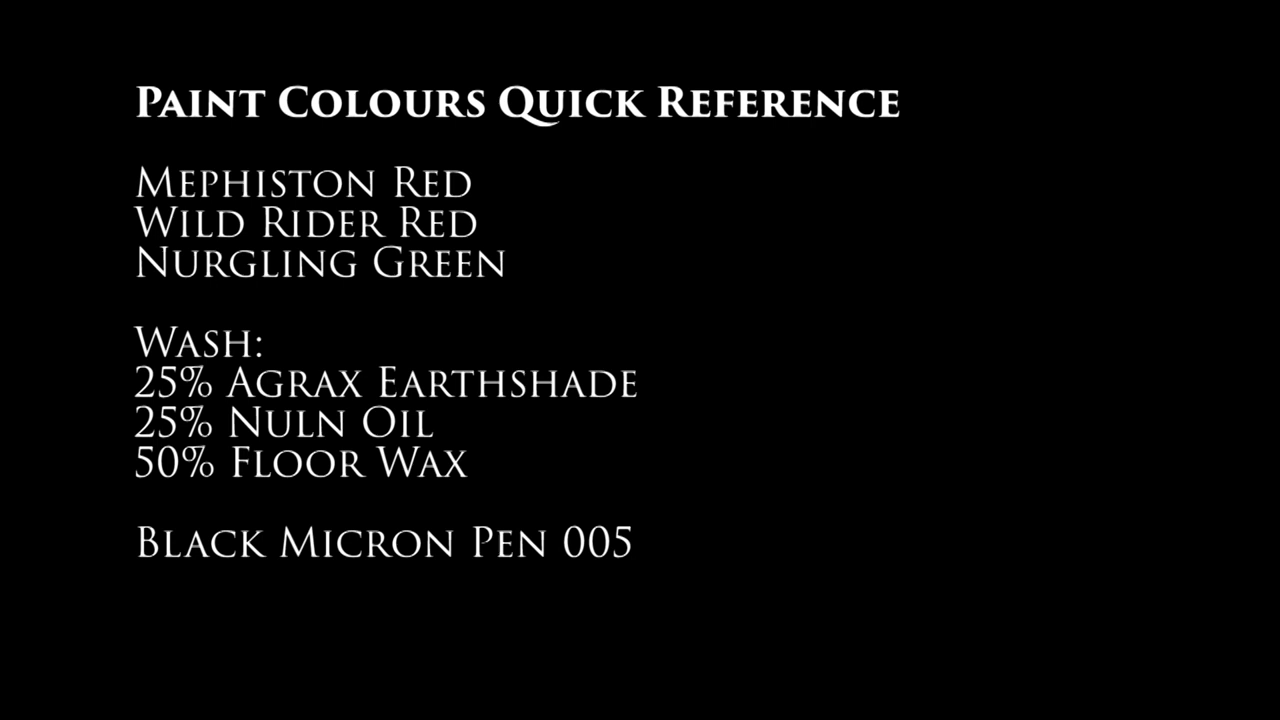 Paint Colours Quick Reference
Mephiston Red
Wild Rider Red
Nurgling Green
Wash:
25% Agrax Earthshade
25% Nuln Oil
50% Floor Wax
Black Micron Pen 005